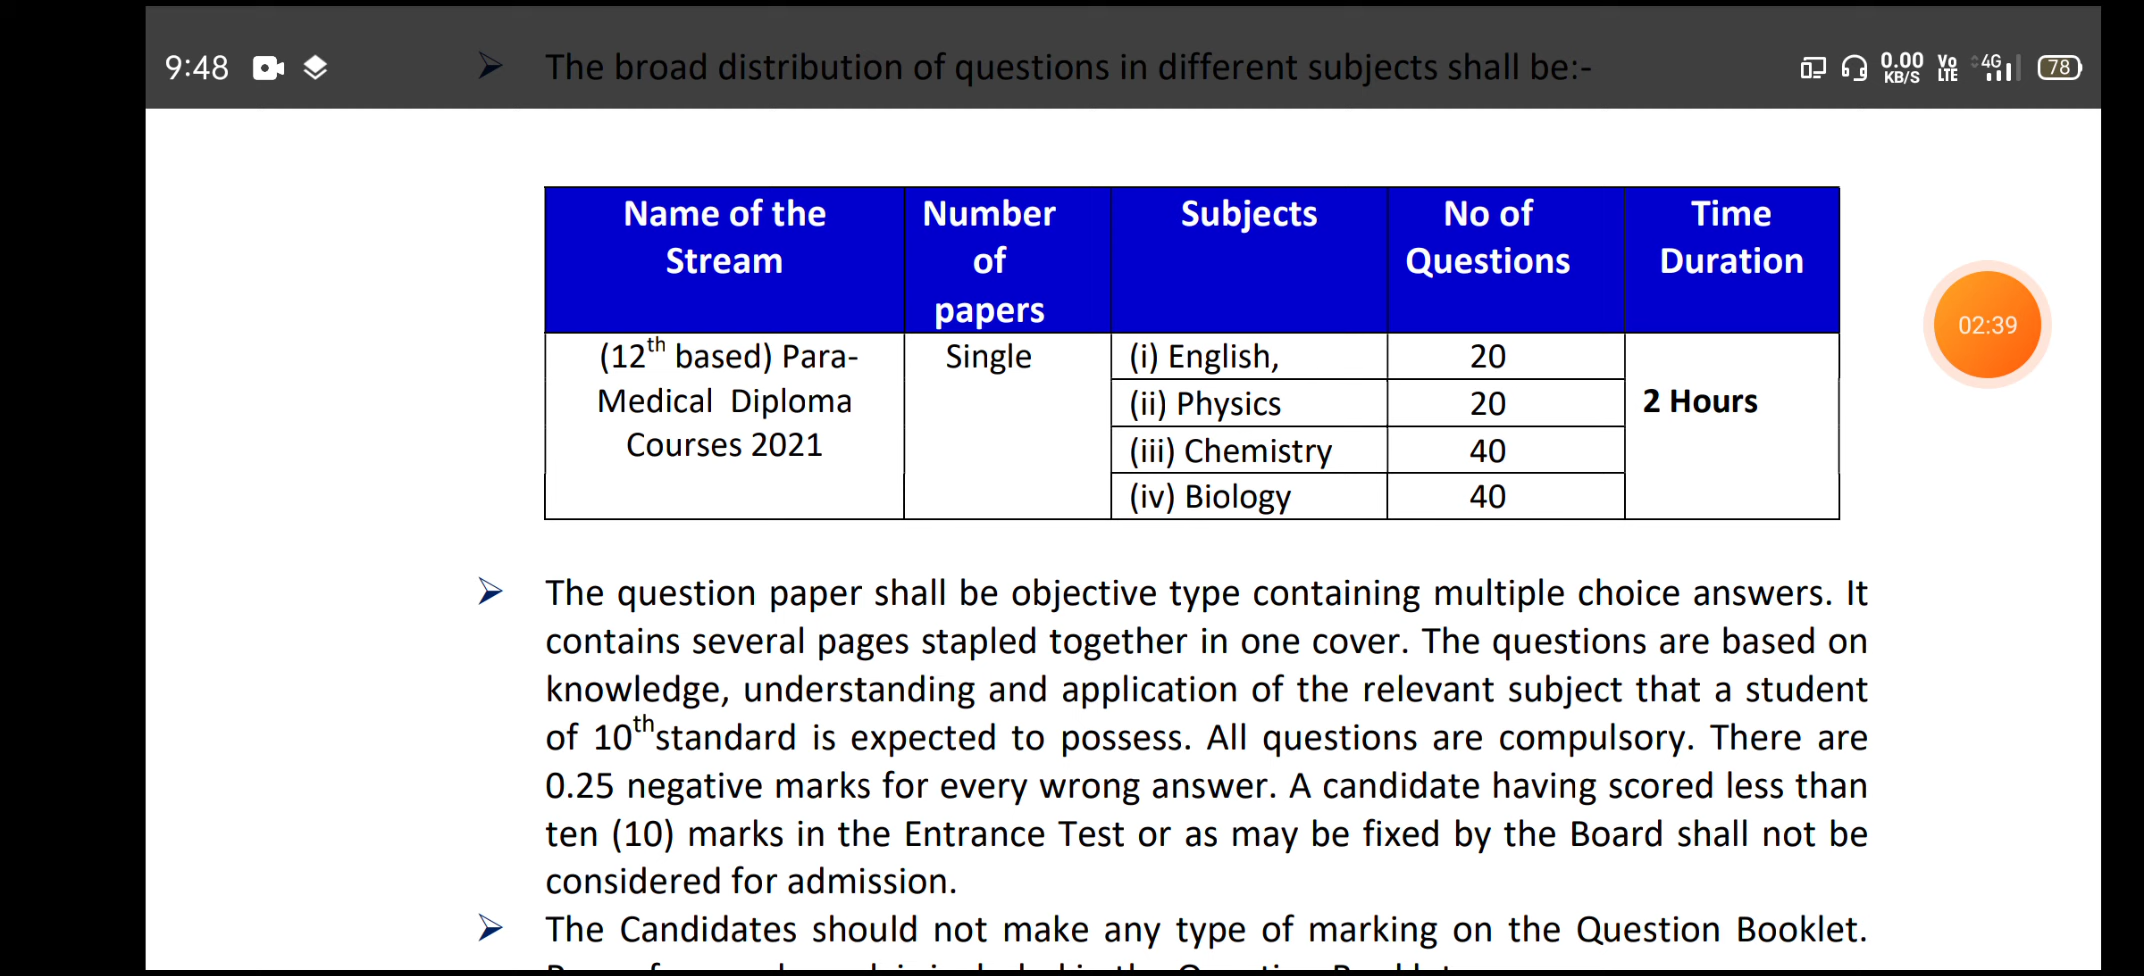 9:48
0.00
KB/S
Vo
LTE
4G
78
The broad distribution of questions in different subjects shall be:-
Name of the Stream
Number of papers
Subjects
No of Questions
Time Duration
(12th based) Para-
Medical Diploma
Courses 2021
Single
(i) English,
20
(ii) Physics
20
(iii) Chemistry
40
(iv) Biology
40
2 Hours
02:39
The question paper shall be objective type containing multiple choice answers. It
contains several pages stapled together in one cover. The questions are based on
knowledge, understanding and application of the relevant subject that a student
of 10thstandard is expected to possess. All questions are compulsory. There are
0.25 negative marks for every wrong answer. A candidate having scored less than
ten (10) marks in the Entrance Test or as may be fixed by the Board shall not be
considered for admission.
The Candidates should not make any type of marking on the Question Booklet.